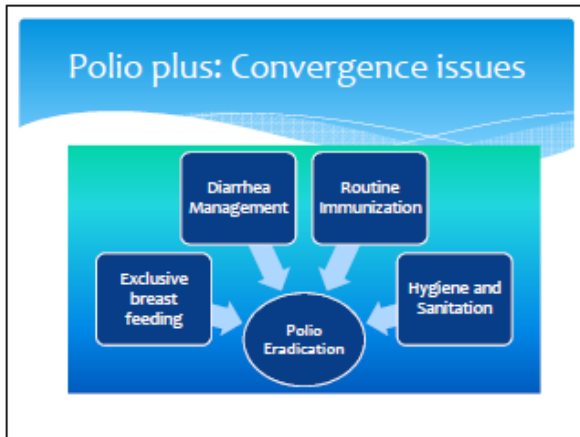 Polio plus: Convergence issues
Diarrhea
Management
Routine
Immunization
Exclusive
breast
feeding
Hygiene and
Sanitation
Polio
Eradication